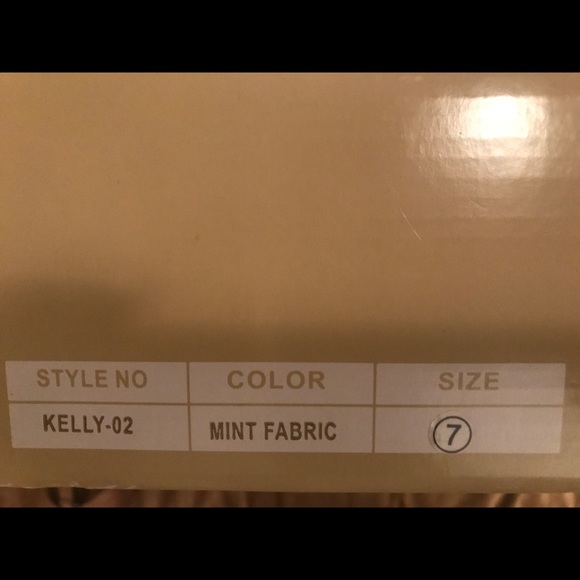 STYLE NO COLOR SIZE
KELLY-02 MINT FABRIC 7